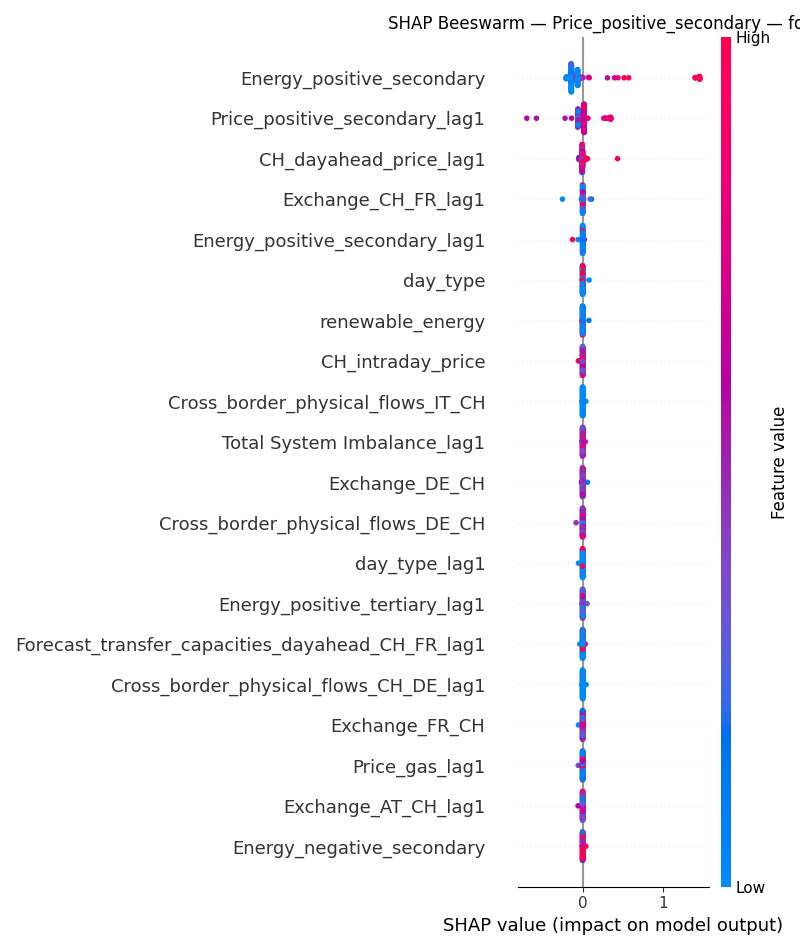 SHAP Beeswarm — Price_positive_secondary — fo
High
Energy_positive_secondary
Price_positive_secondary_lag1
CH_dayahead_price_lag1
Exchange_CH_FR_lag1
Energy_positive_secondary_lag1
day_type
renewable_energy
CH_intraday_price
Cross_border_physical_flows_IT_CH
Total System Imbalance_lag1
Exchange_DE_CH
Cross_border_physical_flows_DE_CH
day_type_lag1
Energy_positive_tertiary_lag1
Forecast_transfer_capacities_dayahead_CH_FR_lag1
Cross_border_physical_flows_CH_DE_lag1
Exchange_FR_CH
Price_gas_lag1
Exchange_AT_CH_lag1
Energy_negative_secondary
Feature value
Low
0 1
SHAP value (impact on model output)